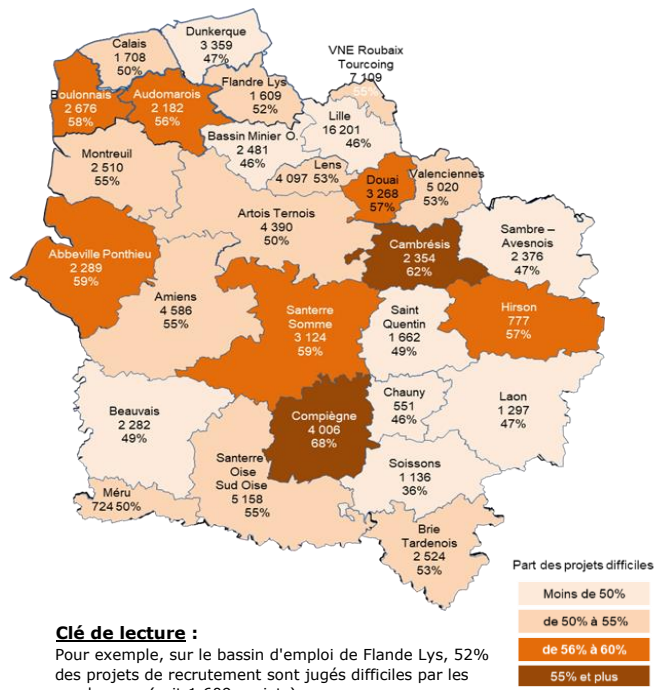 Dunkerque
3 359
47%
Calais
1 708
50%
VNE Roubaix
Tourcoing
7 109
55%
Boulonnais
2 676
58%
Audomarois
2 182
56%
Flandre Lys
1 609
52%
Lille
16 201
46%
Bassin Minier O.
2 481
46%
Montreuil
2 510
55%
Lens
4 097 53%
Douai
3 268
57%
Valenciennes
5 020
53%
Artois Ternois
4 390
50%
Cambrésis
2 354
62%
Sambre –
Avesnois
2 376
47%
Abbeville Ponthieu
2 289
59%
Amiens
4 586
55%
Santerre
Somme
3 124
59%
Saint
Quentin
1 662
49%
Hirson
777
57%
Beauvais
2 282
49%
Compiègne
4 006
68%
Chauny
551
46%
Laon
1 297
47%
Santerre
Oise
Sud Oise
5 158
55%
Soissons
1 136
36%
Méru
724 50%
Brie
Tardenois
2 524
53%
Part des projets difficiles
Moins de 50%
de 50% à 55%
de 56% à 60%
55% et plus
Clé de lecture :
Pour exemple, sur le bassin d'emploi de Flande Lys, 52%
des projets de recrutement sont jugés difficiles par les